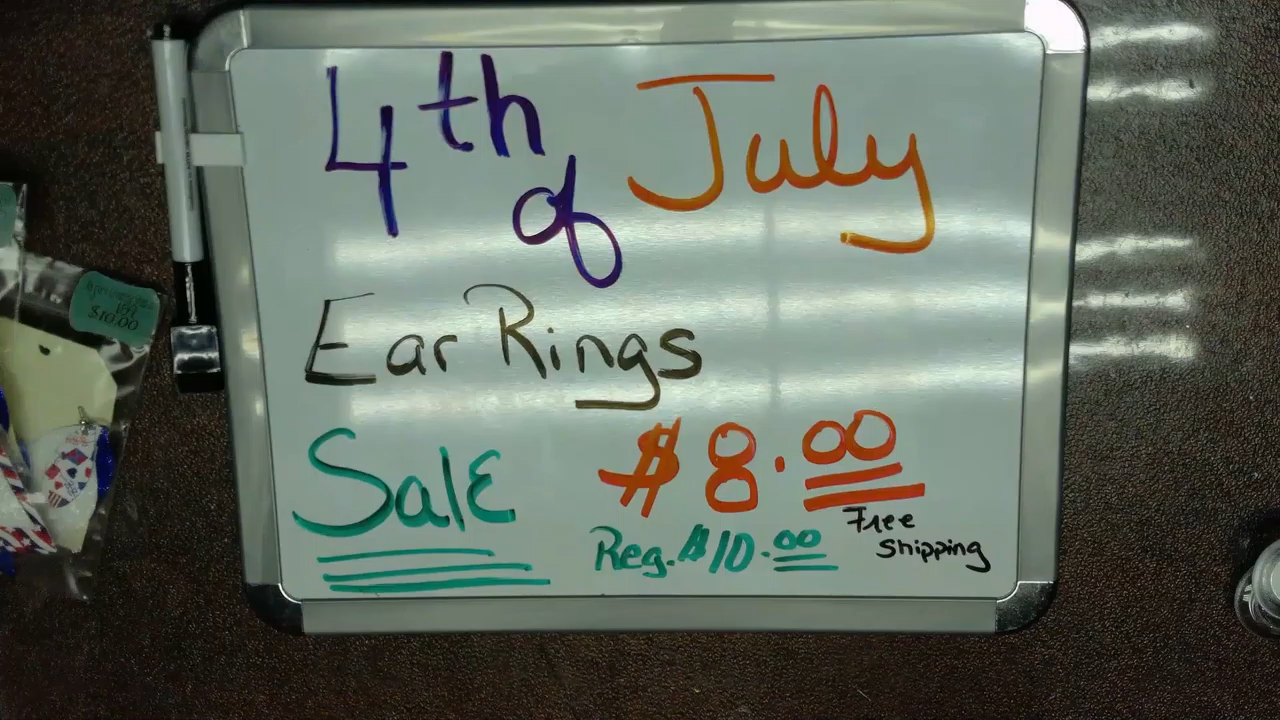 4th of July
Ear Rings
Sale $8.00
Reg. $10.00 Free
Shipping
$10.00